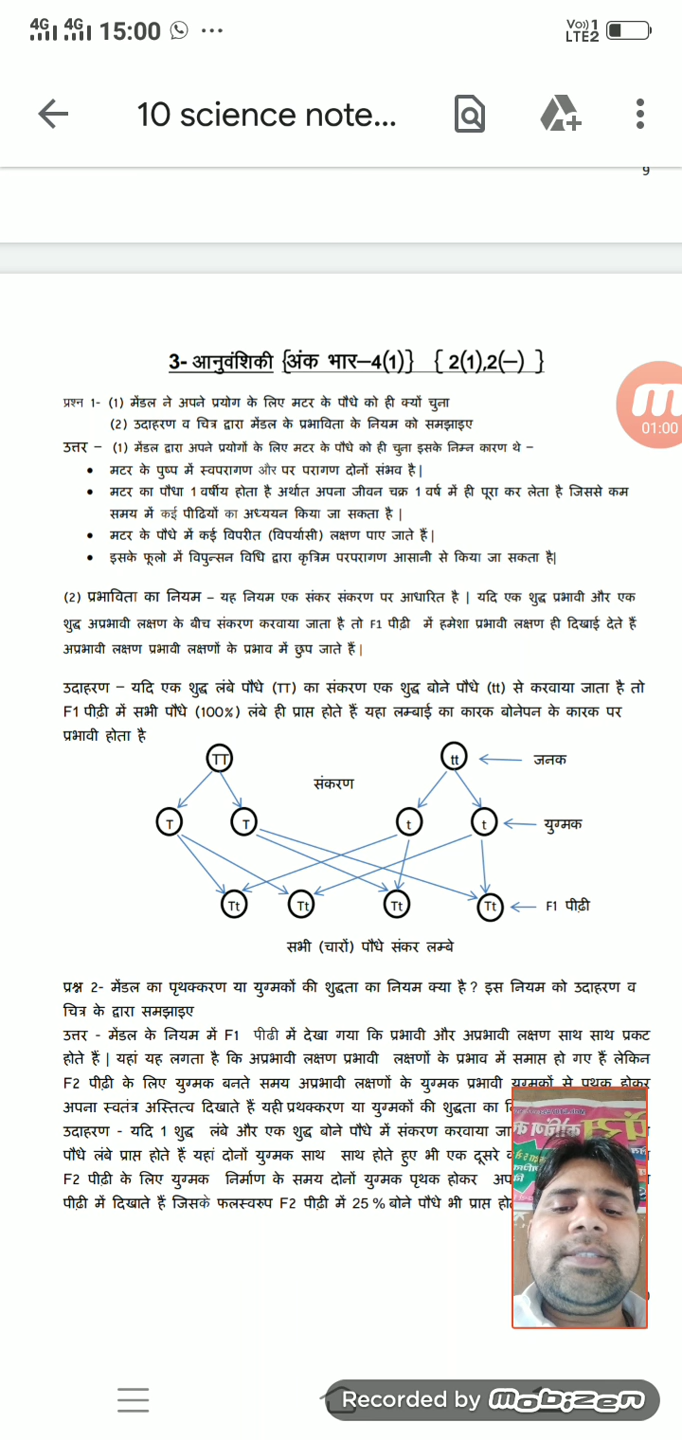 4G 4G 15:00 ...
Vo)) 1
LTE2
10 science note...
9
3- आनुवंशिकी {अंक भार–4(1)} { 2(1),2(–) }
प्रश्न 1- (1) मेंडल ने अपने प्रयोग के लिए मटर के पौधे को ही क्यों चुना
(2) उदाहरण व चित्र द्वारा मेंडल के प्रभाविता के नियम को समझाइए
उत्तर – (1) मेंडल द्वारा अपने प्रयोगों के लिए मटर के पौधे को ही चुना इसके निम्न कारण थे –
• मटर के पुष्प में स्वपरागण और पर परागण दोनों संभव है|
• मटर का पौधा 1 वर्षीय होता है अर्थात अपना जीवन चक्र 1 वर्ष में ही पूरा कर लेता है जिससे कम
समय में कई पीढियों का अध्ययन किया जा सकता है |
• मटर के पौधे में कई विपरीत (विपर्यासी) लक्षण पाए जाते हैं|
• इसके फूलो में विपुन्सन विधि द्वारा कृत्रिम परपरागण आसानी से किया जा सकता है|
01:00
(2) प्रभाविता का नियम – यह नियम एक संकर संकरण पर आधारित है | यदि एक शुद्ध प्रभावी और एक
शुद्ध अप्रभावी लक्षण के बीच संकरण करवाया जाता है तो F1 पीढ़ी में हमेशा प्रभावी लक्षण ही दिखाई देते हैं
अप्रभावी लक्षण प्रभावी लक्षणों के प्रभाव में छुप जाते हैं|
उदाहरण – यदि एक शुद्ध लंबे पौधे (TT) का संकरण एक शुद्ध बोने पौधे (tt) से करवाया जाता है तो
F1 पीढ़ी में सभी पौधे (100%) लंबे ही प्राप्त होते हैं यहा लम्बाई का कारक बोनेपन के कारक पर
प्रभावी होता है
TT tt जनक
संकरण
T T t t युग्मक
Tt Tt Tt Tt F1 पीढ़ी
सभी (चारों) पौधे संकर लम्बे
प्रश्न 2- मेंडल का पृथक्करण या युग्मकों की शुद्धता का नियम क्या है ? इस नियम को उदाहरण व
चित्र के द्वारा समझाइए
उत्तर - मेंडल के नियम में F1 पीढी में देखा गया कि प्रभावी और अप्रभावी लक्षण साथ साथ प्रकट
होते हैं | यहां यह लगता है कि अप्रभावी लक्षण प्रभावी लक्षणों के प्रभाव में समाप्त हो गए हैं लेकिन
F2 पीढ़ी के लिए युग्मक बनते समय अप्रभावी लक्षणों के युग्मक प्रभावी युग्मकों से पृथक होकर
अपना स्वतंत्र अस्तित्व दिखाते हैं यही पृथक्करण या युग्मकों की शुद्धता का
उदाहरण - यदि 1 शुद्ध लंबे और एक शुद्ध बोने पौधे में संकरण करवाया जा
पौधे लंबे प्राप्त होते हैं यहां दोनों युग्मक साथ साथ होते हुए भी एक दूसरे
F2 पीढ़ी के लिए युग्मक निर्माण के समय दोनों युग्मक पृथक होकर अप
पीढ़ी में दिखाते हैं जिसके फलस्वरुप F2 पीढ़ी में 25 % बोने पौधे भी प्राप्त
Recorded by mobizen